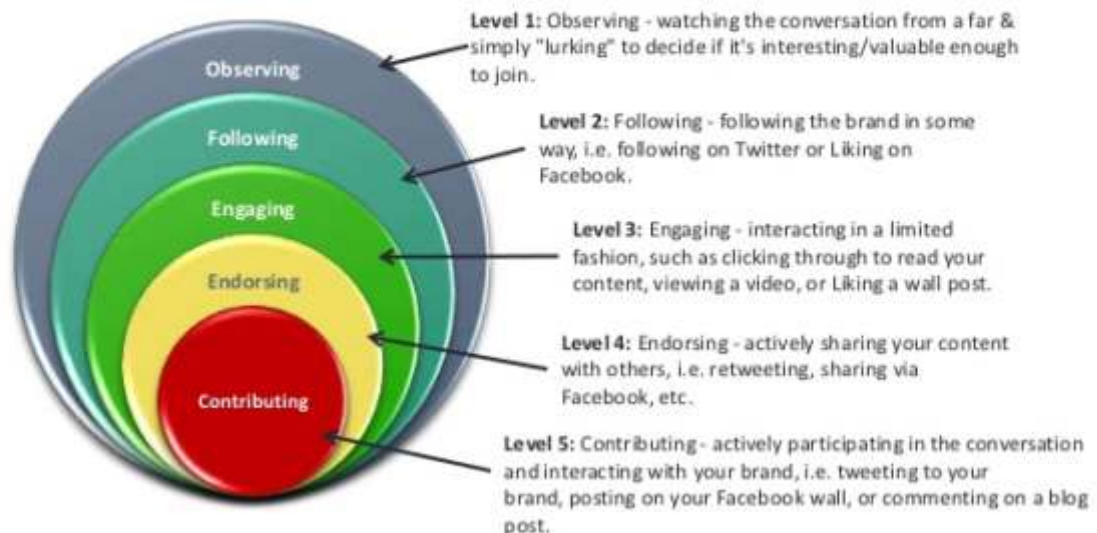 Observing
Following
Engaging
Endorsing
Contributing
Level 1: Observing - watching the conversation from a far &
simply "lurking" to decide if it's interesting/valuable enough
to join.
Level 2: Following - following the brand in some
way, i.e. following on Twitter or Liking on
Facebook.
Level 3: Engaging - interacting in a limited
fashion, such as clicking through to read your
content, viewing a video, or Liking a wall post.
Level 4: Endorsing - actively sharing your content
with others, i.e. retweeting, sharing via
Facebook, etc.
Level 5: Contributing - actively participating in the conversation
and interacting with your brand, i.e. tweeting to your
brand, posting on your Facebook wall, or commenting on a blog
post.